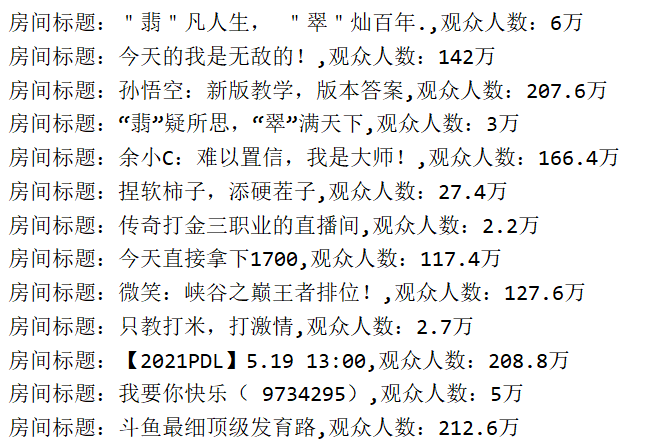 房间标题：＂翡＂凡人生， ＂翠＂灿百年.,观众人数：6万
房间标题：今天的我是无敌的！,观众人数：142万
房间标题：孙悟空：新版教学，版本答案,观众人数：207.6万
房间标题：“翡”疑所思，“翠”满天下,观众人数：3万
房间标题：余小C：难以置信，我是大师！,观众人数：166.4万
房间标题：捏软柿子，添硬茬子,观众人数：27.4万
房间标题：传奇打金三职业的直播间,观众人数：2.2万
房间标题：今天直接拿下1700,观众人数：117.4万
房间标题：微笑：峡谷之巅王者排位！,观众人数：127.6万
房间标题：只教打米，打激情,观众人数：2.7万
房间标题：【2021PDL】5.19 13:00,观众人数：208.8万
房间标题：我要你快乐（ 9734295）,观众人数：5万
房间标题：斗鱼最细顶级发育路,观众人数：212.6万